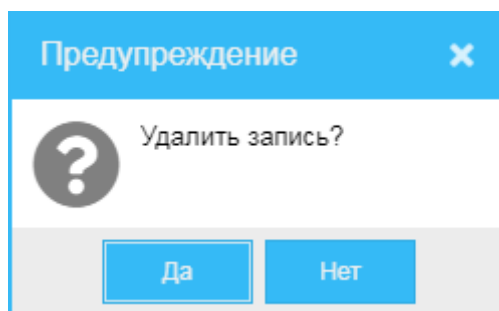 Предупреждение
Удалить запись?
Да
Нет